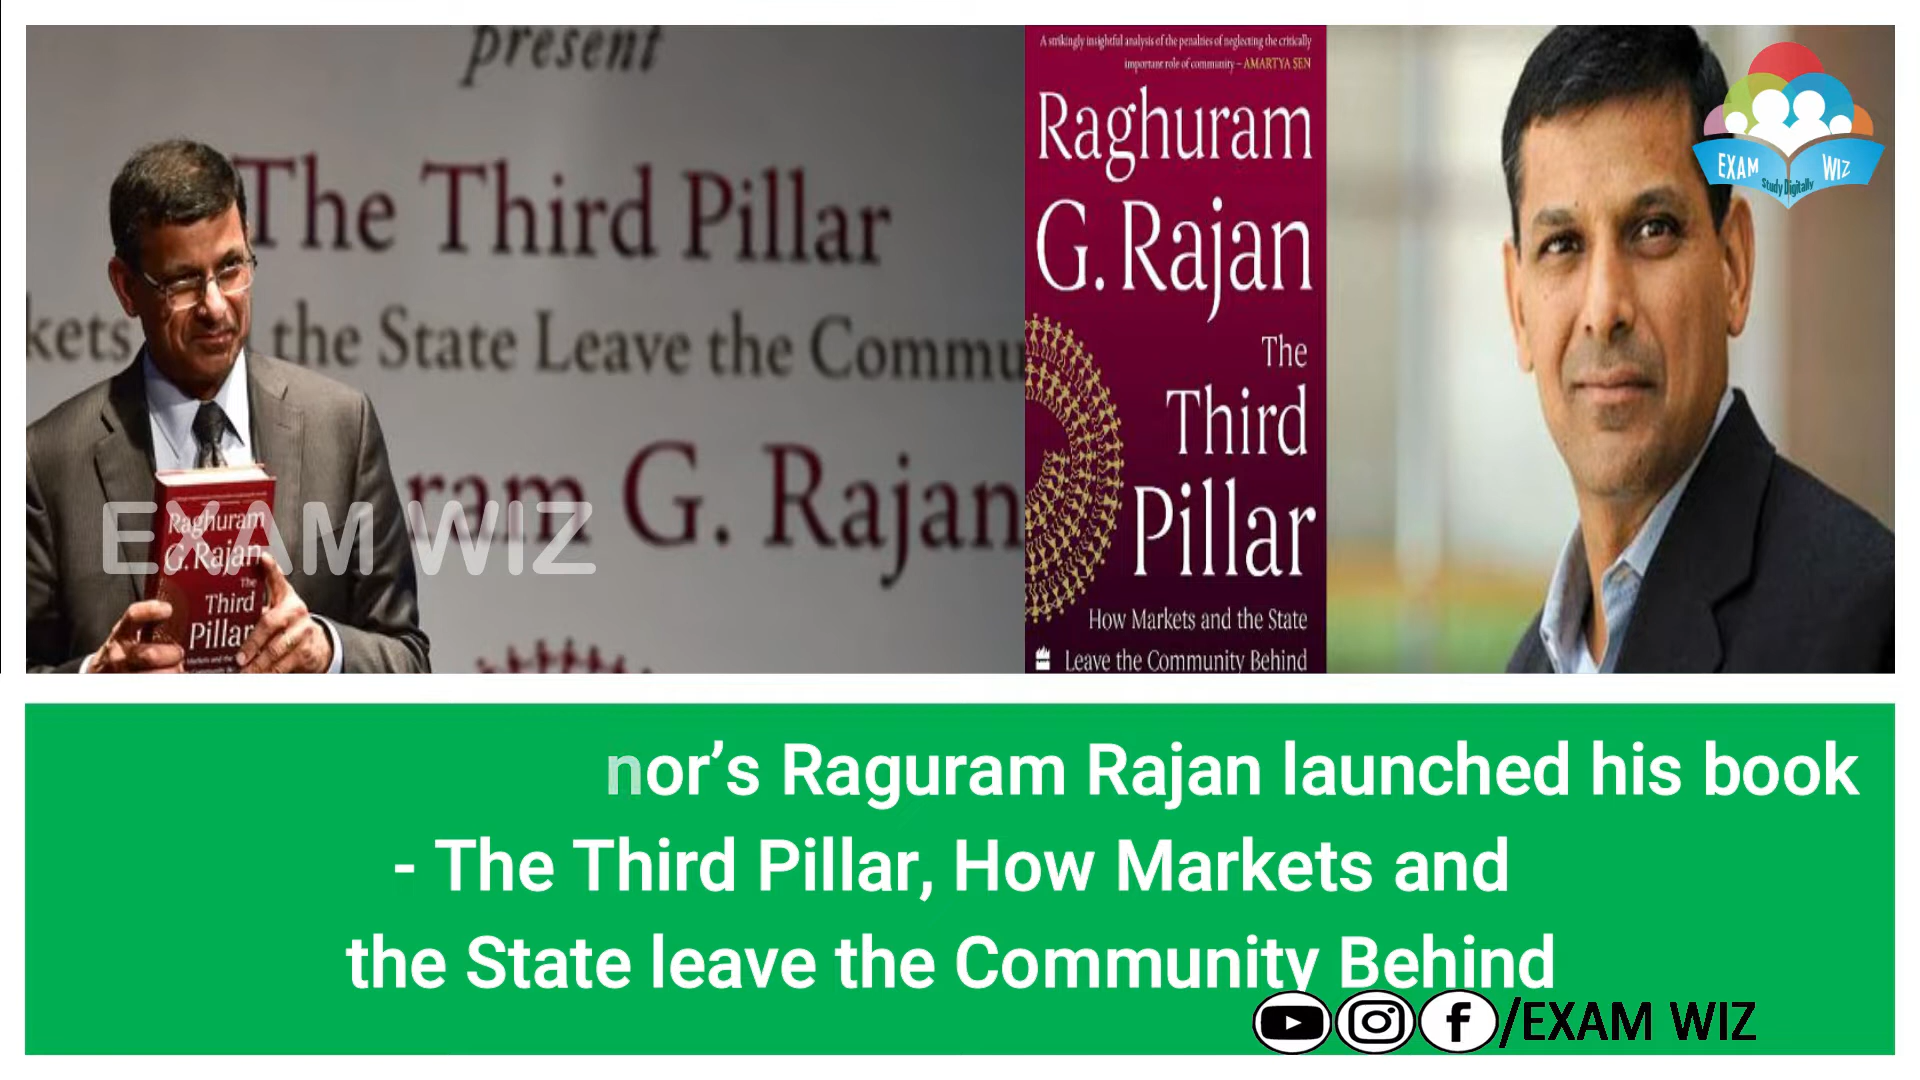 present
The Third Pillar
kets the State Leave the Commu
ram G. Rajan
EXAM WIZ
Raghuram
G. Rajan
The
Third
Pillar
A strikingly insightful analysis of the penalties of neglecting the critically
important role of community – AMARTYA SEN
Raghuram
G. Rajan
The
Third
Pillar
How Markets and the State
Leave the Community Behind
EXAM WIZ
Study Digitally
nor’s Raguram Rajan launched his book
- The Third Pillar, How Markets and
the State leave the Community Behind
/EXAM WIZ